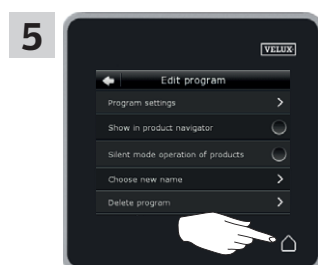 5
VELUX
Edit program
Program settings
Show in product navigator
Silent mode operation of products
Choose new name
Delete program